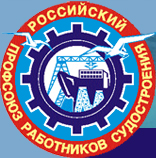 РОССИЙСКИЙ
ПРОФСОЮЗ РАБОТНИКОВ СУДОСТРОЕНИЯ